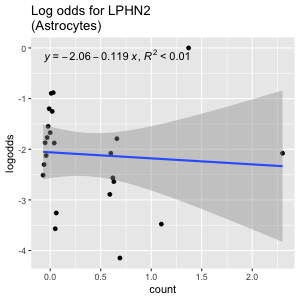 Log odds for LPHN2
(Astrocytes)
y = −2.06 − 0.119 x, R² < 0.01
logodds
0
-1
-2
-3
-4
0.0 0.5 1.0 1.5 2.0
count